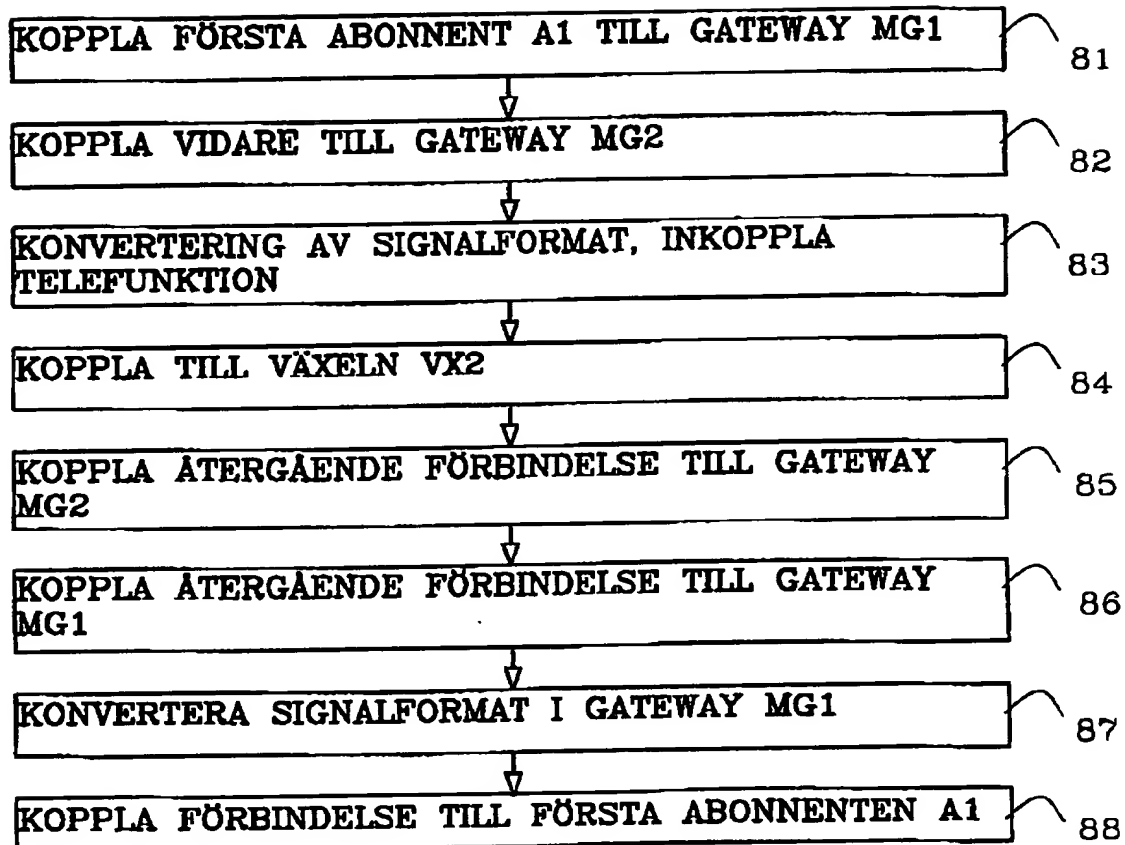 KOPPLA FÖRSTA ABONNENT A1 TILL GATEWAY MG1
81
KOPPLA VIDARE TILL GATEWAY MG2
82
KONVERTERING AV SIGNALFORMAT, INKOPPLA
TELEFUNKTION
83
KOPPLA TILL VÄXELN VX2
84
KOPPLA ÅTERGÅENDE FÖRBINDELSE TILL GATEWAY
MG2
85
KOPPLA ÅTERGÅENDE FÖRBINDELSE TILL GATEWAY
MG1
86
KONVERTERA SIGNALFORMAT I GATEWAY MG1
87
KOPPLA FÖRBINDELSE TILL FÖRSTA ABONNENTEN A1
88